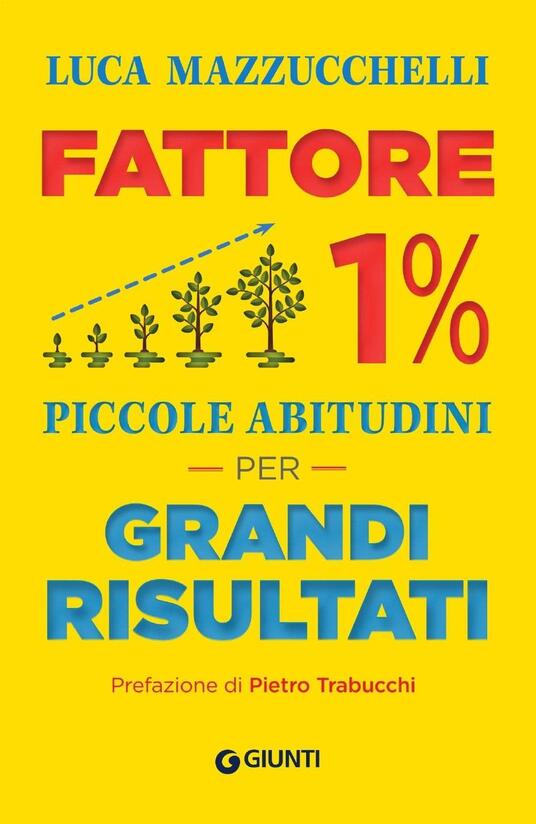 LUCA MAZZUCCHELLI
FATTORE
1%
PICCOLE ABITUDINI
PER
GRANDI
RISULTATI
Prefazione di Pietro Trabucchi
GIUNTI